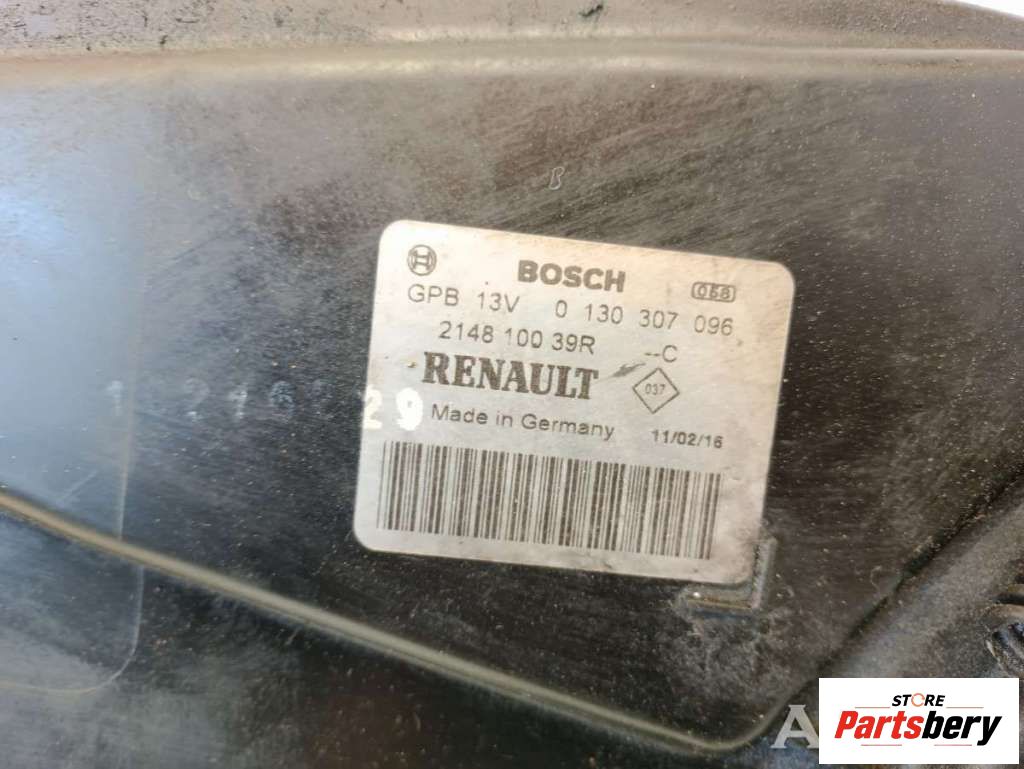 BOSCH 058
GPB 13V 0 130 307 096
2148 100 39R --C
RENAULT 037
29 Made in Germany 11/02/16
STORE
Partsbery
A